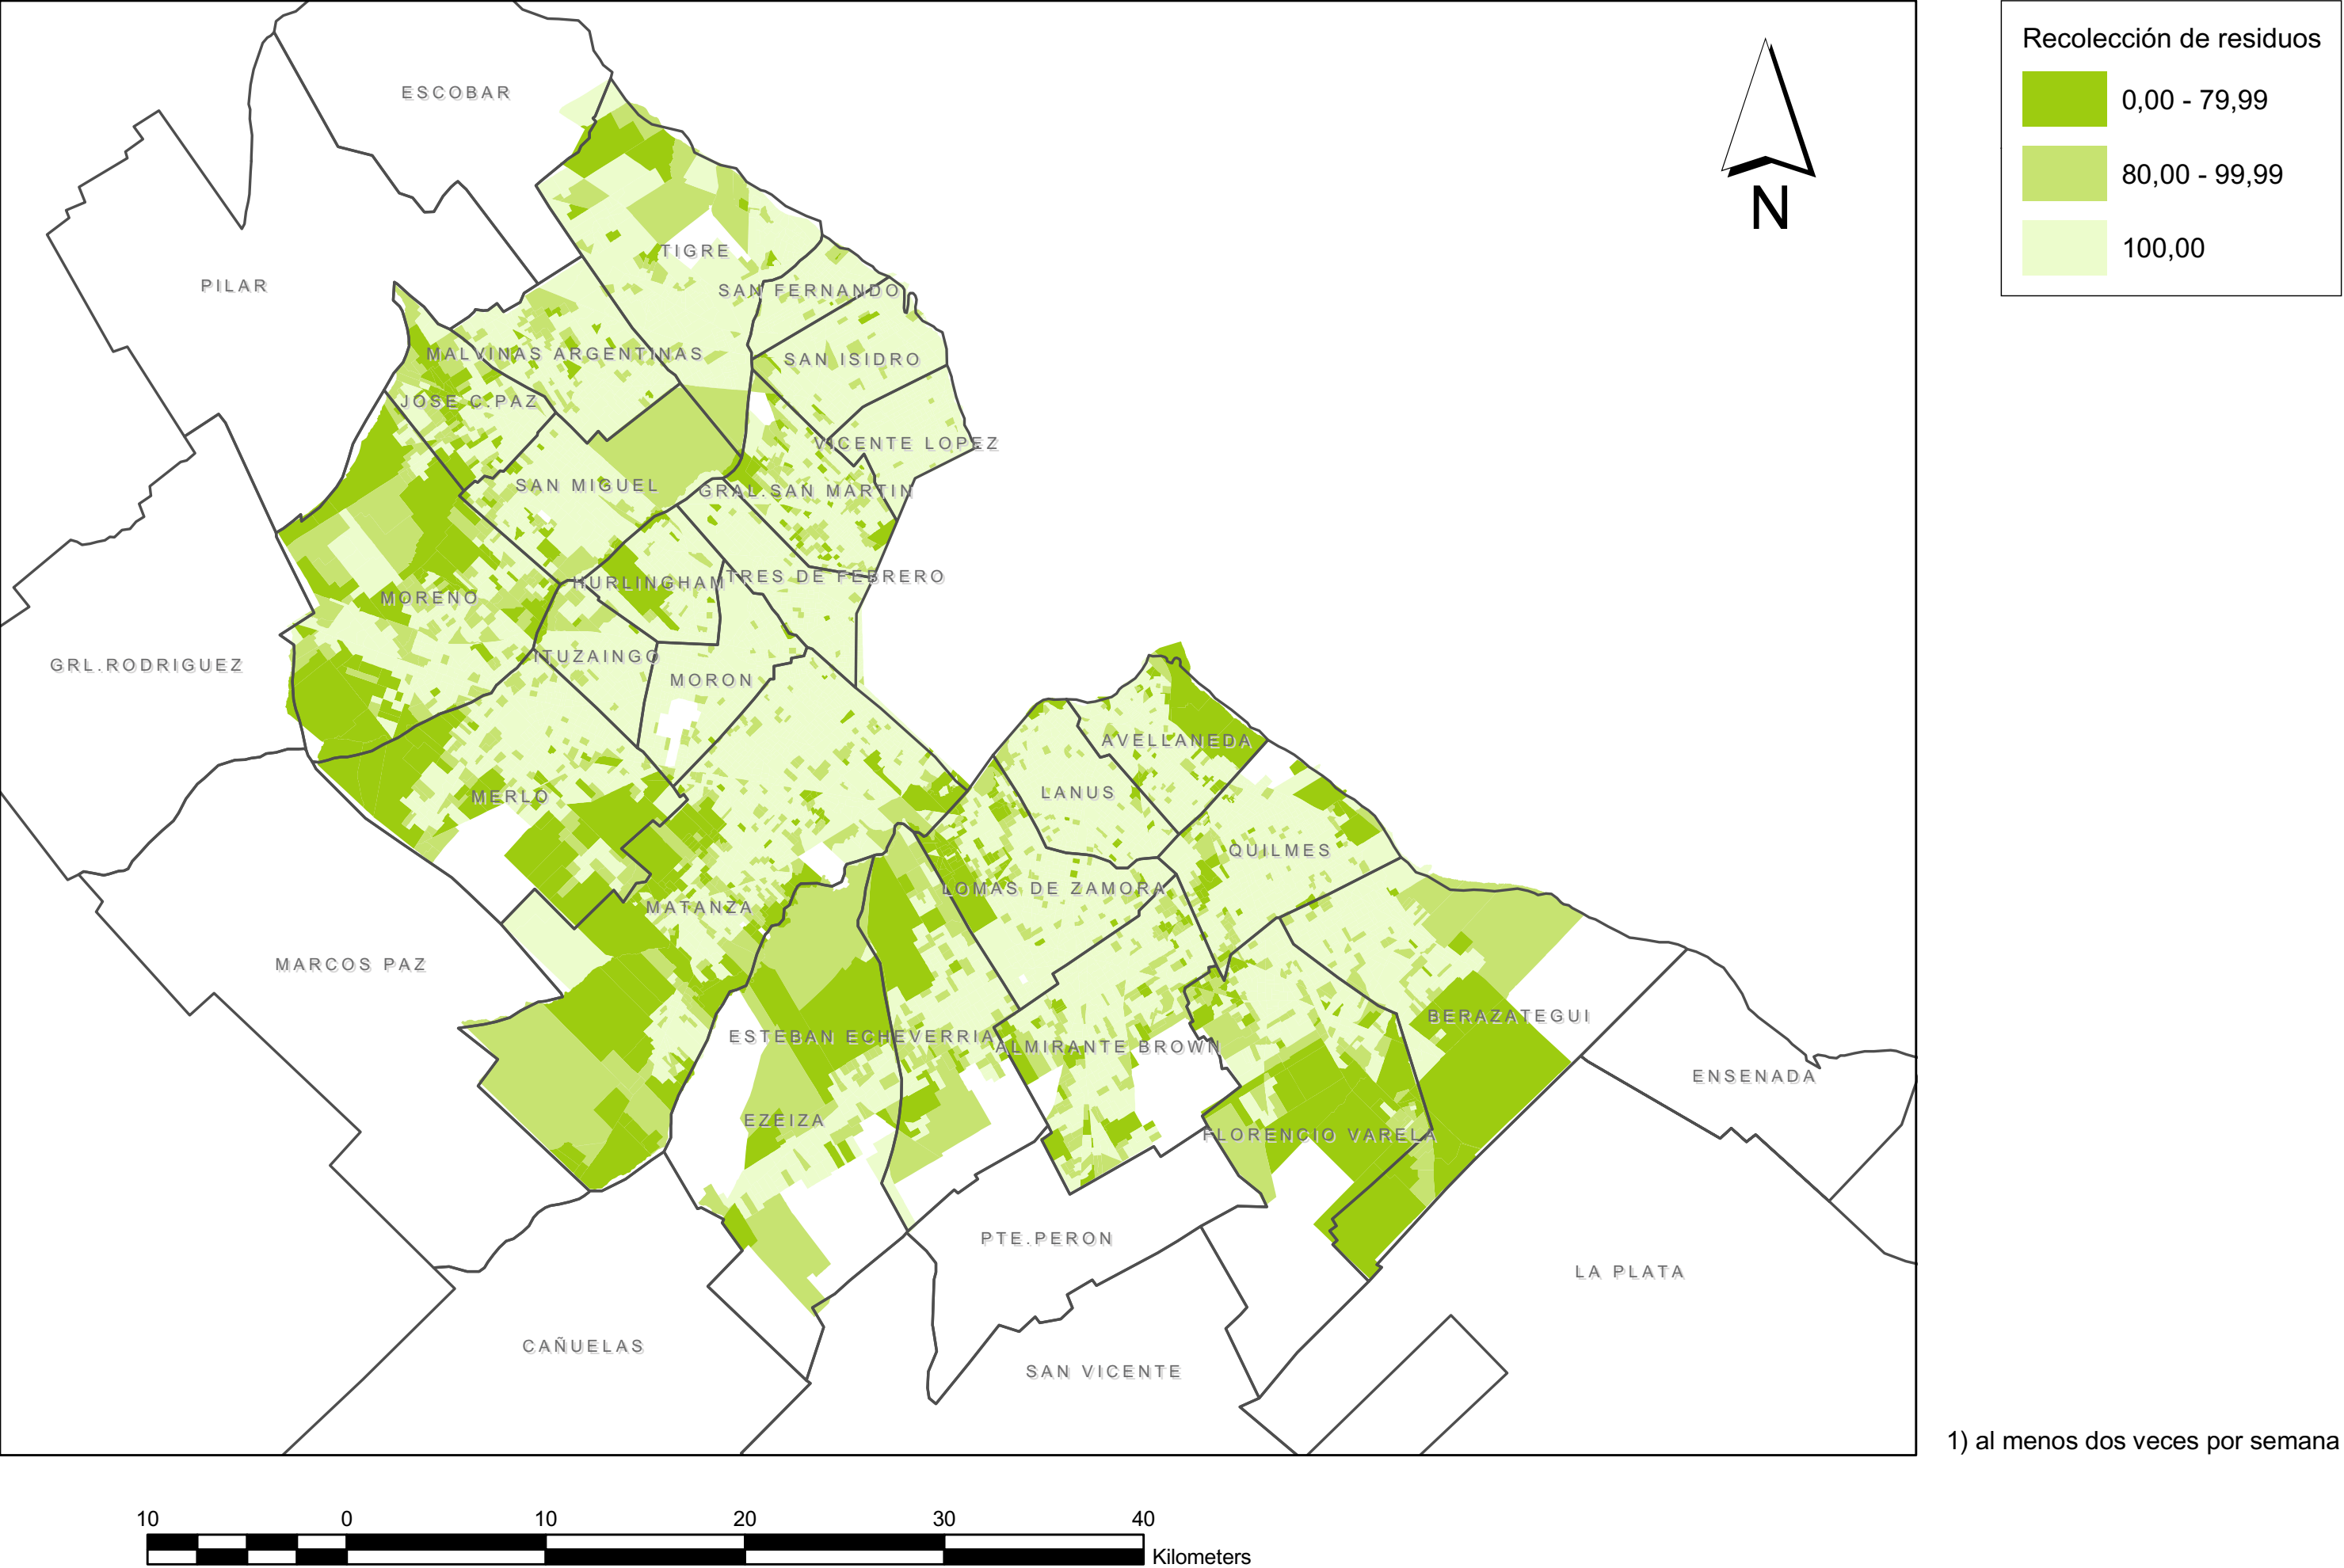 Recolección de residuos
0,00 - 79,99
80,00 - 99,99
100,00
N
ESCOBAR
TIGRE
PILAR
SAN FERNANDO
MALVINAS ARGENTINAS
SAN ISIDRO
JOSE C.PAZ
VICENTE LOPEZ
SAN MIGUEL
GRAL.SAN MARTIN
HURLINGHAM
TRES DE FEBRERO
MORENO
ITUZAINGO
GRL.RODRIGUEZ
MORON
AVELLANEDA
LANUS
MERLO
QUILMES
LOMAS DE ZAMORA
MATANZA
MARCOS PAZ
BERAZATEGUI
ESTEBAN ECHEVERRIA
ALMIRANTE BROWN
ENSENADA
EZEIZA
FLORENCIO VARELA
PTE.PERON
LA PLATA
CAÑUELAS
SAN VICENTE
1) al menos dos veces por semana
10 0 10 20 30 40
Kilometers